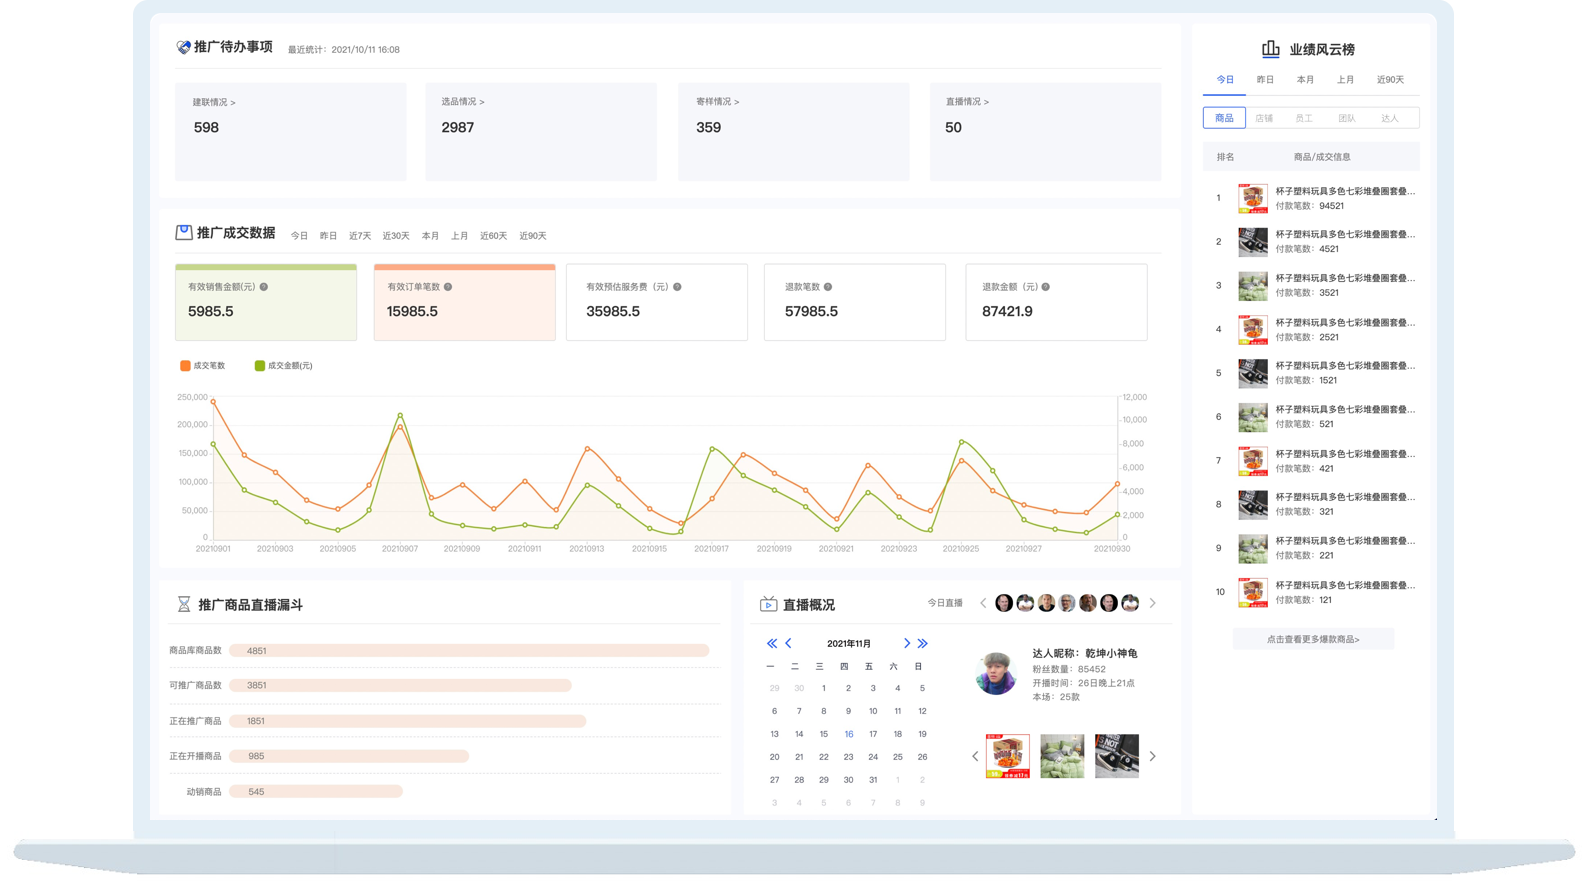 推广待办事项 最近统计：2021/10/11 16:08
建联情况 > 选品情况 > 寄样情况 > 直播情况 >
598 2987 359 50
推广成交数据 今日 昨日 近7天 近30天 本月 上月 近60天 近90天
有效销售金额(元) ? 有效订单笔数 ? 有效预估服务费（元） ? 退款笔数 ? 退款金额（元） ?
5985.5 15985.5 35985.5 57985.5 87421.9
成交笔数 成交金额(元)
250,000 12,000
200,000 10,000
150,000 8,000
100,000 6,000
50,000 4,000
0 2,000
0
20210901 20210903 20210905 20210907 20210909 20210911 20210913 20210915 20210917 20210919 20210921 20210923 20210925 20210927 20210930
推广商品直播漏斗
商品库商品数 4851
可推广商品数 3851
正在推广商品 1851
正在开播商品 985
动销商品 545
直播概况 今日直播
2021年11月
一 二 三 四 五 六 日
29 30 1 2 3 4 5
6 7 8 9 10 11 12
13 14 15 16 17 18 19
20 21 22 23 24 25 26
27 28 29 30 31 1 2
3 4 5 6 7 8 9
达人昵称：乾坤小神龟
粉丝数量：85452
开播时间：26日晚上21点
本场：25款
业绩风云榜
今日 昨日 本月 上月 近90天
商品 店铺 员工 团队 达人
排名 商品/成交信息
1 杯子塑料玩具多色七彩堆叠圈套叠...
付款笔数：94521
2 杯子塑料玩具多色七彩堆叠圈套叠...
付款笔数：4521
3 杯子塑料玩具多色七彩堆叠圈套叠...
付款笔数：3521
4 杯子塑料玩具多色七彩堆叠圈套叠...
付款笔数：2521
5 杯子塑料玩具多色七彩堆叠圈套叠...
付款笔数：1521
6 杯子塑料玩具多色七彩堆叠圈套叠...
付款笔数：521
7 杯子塑料玩具多色七彩堆叠圈套叠...
付款笔数：421
8 杯子塑料玩具多色七彩堆叠圈套叠...
付款笔数：321
9 杯子塑料玩具多色七彩堆叠圈套叠...
付款笔数：221
10 杯子塑料玩具多色七彩堆叠圈套叠...
付款笔数：121
点击查看更多爆款商品>